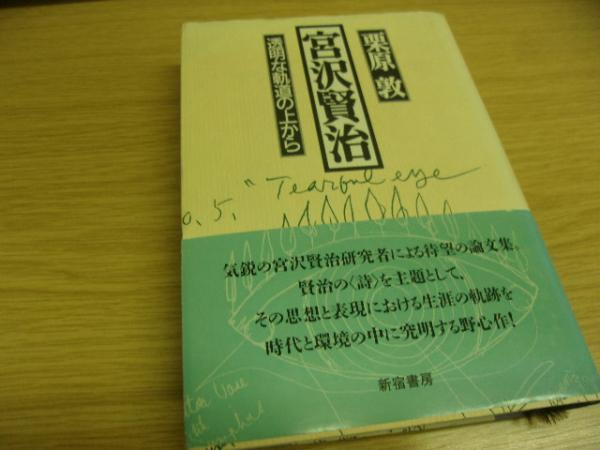 栗原 敦
宮沢賢治
透明な軌道の上から
o. 5, "Tearful eye
気鋭の宮沢賢治研究者による待望の論文集。
賢治の〈詩〉を主題として、
その思想と表現における生涯の軌跡を
時代と環境の中に究明する野心作!
新宿書房